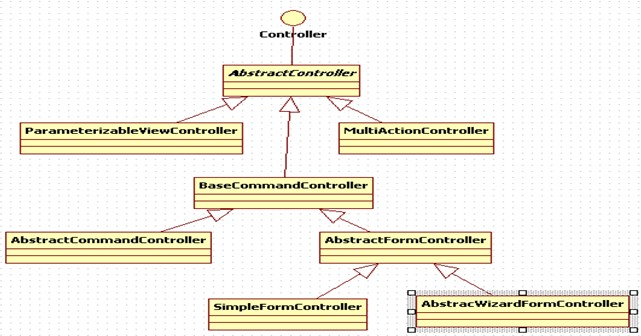 Controller
AbstractController
ParameterizableViewController
MultiActionController
BaseCommandController
AbstractCommandController
AbstractFormController
SimpleFormController
AbstracWizardFormController